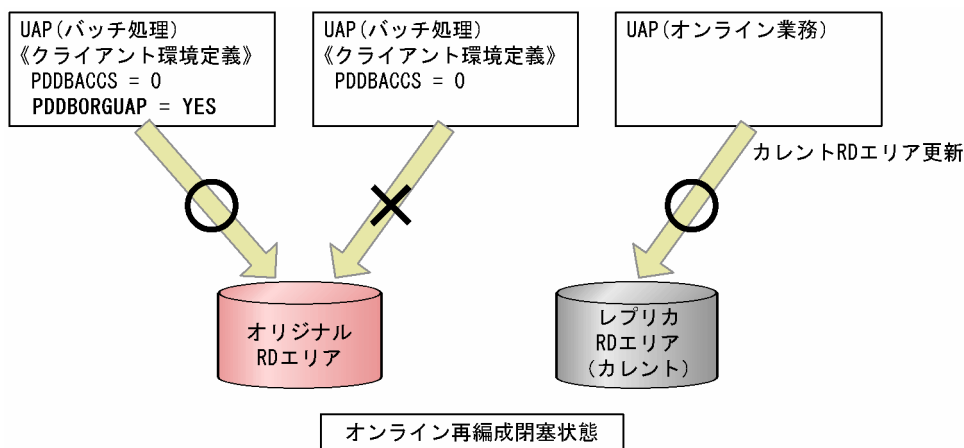 UAP(バッチ処理)
《クライアント環境定義》
PDDBACCS = 0
PDDBORGUAP = YES
UAP(バッチ処理)
《クライアント環境定義》
PDDBACCS = 0
UAP(オンライン業務)
カレントRDエリア更新
オリジナル
RDエリア
レプリカ
RDエリア
(カレント)
オンライン再編成閉塞状態